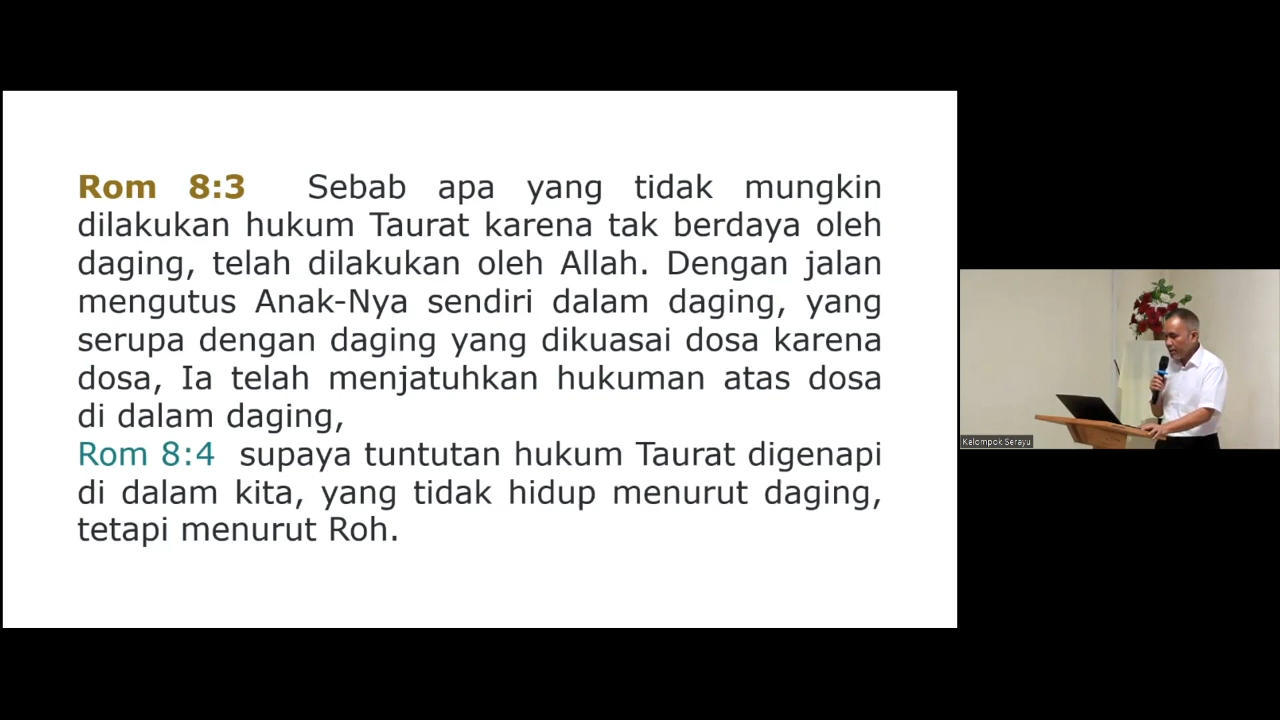 Rom 8:3 Sebab apa yang tidak mungkin
dilakukan hukum Taurat karena tak berdaya oleh
daging, telah dilakukan oleh Allah. Dengan jalan
mengutus Anak-Nya sendiri dalam daging, yang
serupa dengan daging yang dikuasai dosa karena
dosa, Ia telah menjatuhkan hukuman atas dosa
di dalam daging,
Rom 8:4 supaya tuntutan hukum Taurat digenapi
di dalam kita, yang tidak hidup menurut daging,
tetapi menurut Roh.
Kelompok Serayu